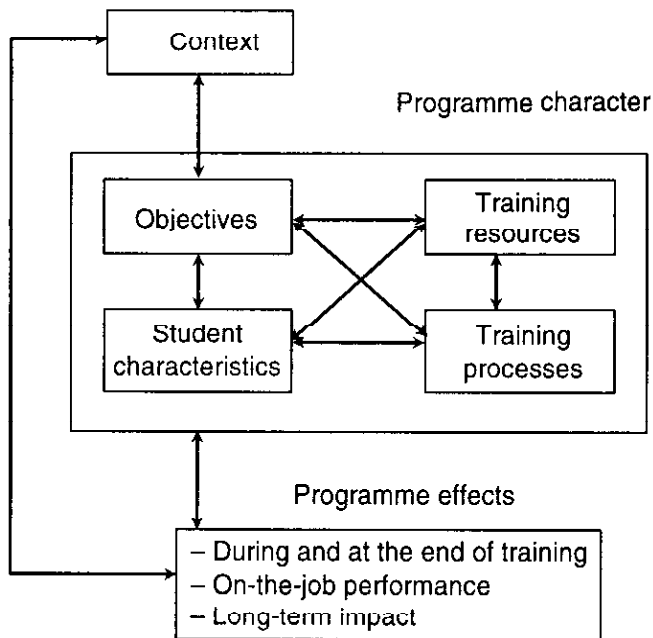 Context
Programme character
Objectives
Training
resources
Student
characteristics
Training
processes
Programme effects
– During and at the end of training
– On-the-job performance
– Long-term impact